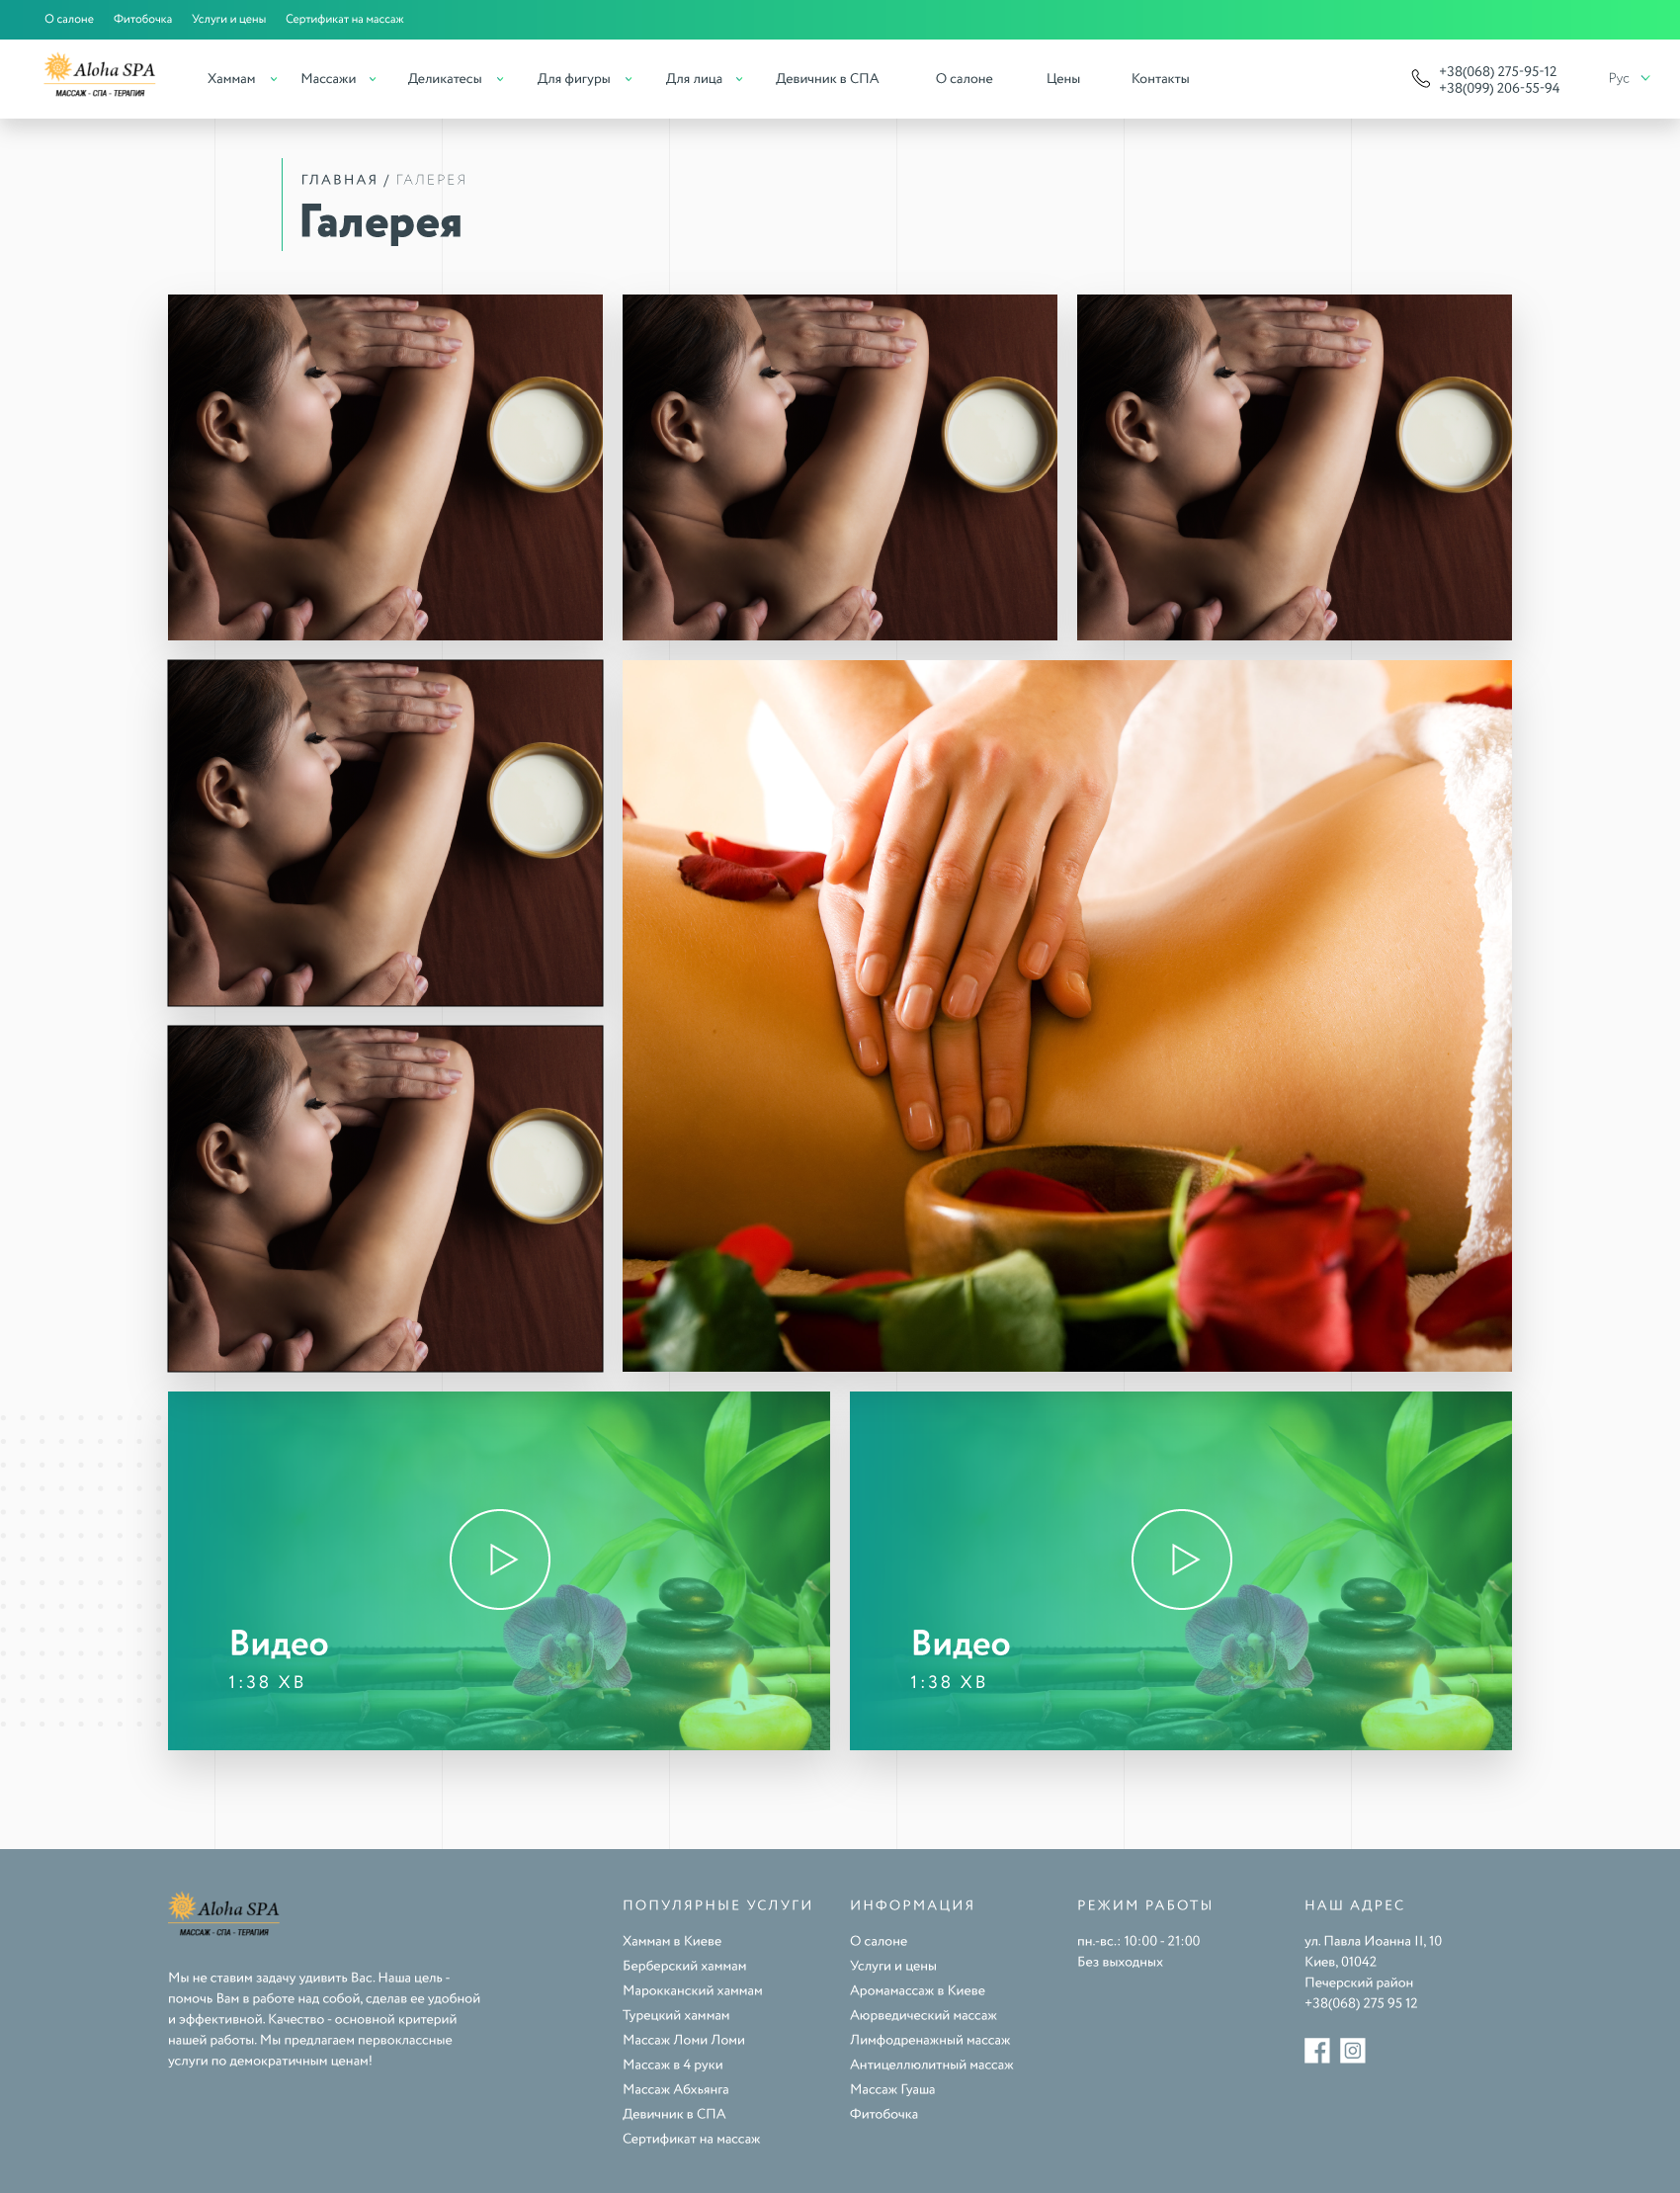 О салоне Фитобочка Услуги и цены Сертификат на массаж
Aloha SPA
МАССАЖ - СПА - ТЕРАПИЯ
Хаммам Массажи Деликатесы Для фигуры Для лица Девичник в СПА О салоне Цены Контакты
+38(068) 275-95-12
+38(099) 206-55-94
Рус
ГЛАВНАЯ / ГАЛЕРЕЯ
Галерея
Видео
1:38 ХВ
Видео
1:38 ХВ
Aloha SPA
МАССАЖ - СПА - ТЕРАПИЯ
Мы не ставим задачу удивить Вас. Наша цель -
помочь Вам в работе над собой, сделав ее удобной
и эффективной. Качество - основной критерий
нашей работы. Мы предлагаем первоклассные
услуги по демократичным ценам!
ПОПУЛЯРНЫЕ УСЛУГИ
Хаммам в Киеве
Берберский хаммам
Марокканский хаммам
Турецкий хаммам
Массаж Ломи Ломи
Массаж в 4 руки
Массаж Абхьянга
Девичник в СПА
Сертификат на массаж
ИНФОРМАЦИЯ
О салоне
Услуги и цены
Аромамассаж в Киеве
Аюрведический массаж
Лимфодренажный массаж
Антицеллюлитный массаж
Массаж Гуаша
Фитобочка
РЕЖИМ РАБОТЫ
пн.-вс.: 10:00 - 21:00
Без выходных
НАШ АДРЕС
ул. Павла Иоанна II, 10
Киев, 01042
Печерский район
+38(068) 275 95 12